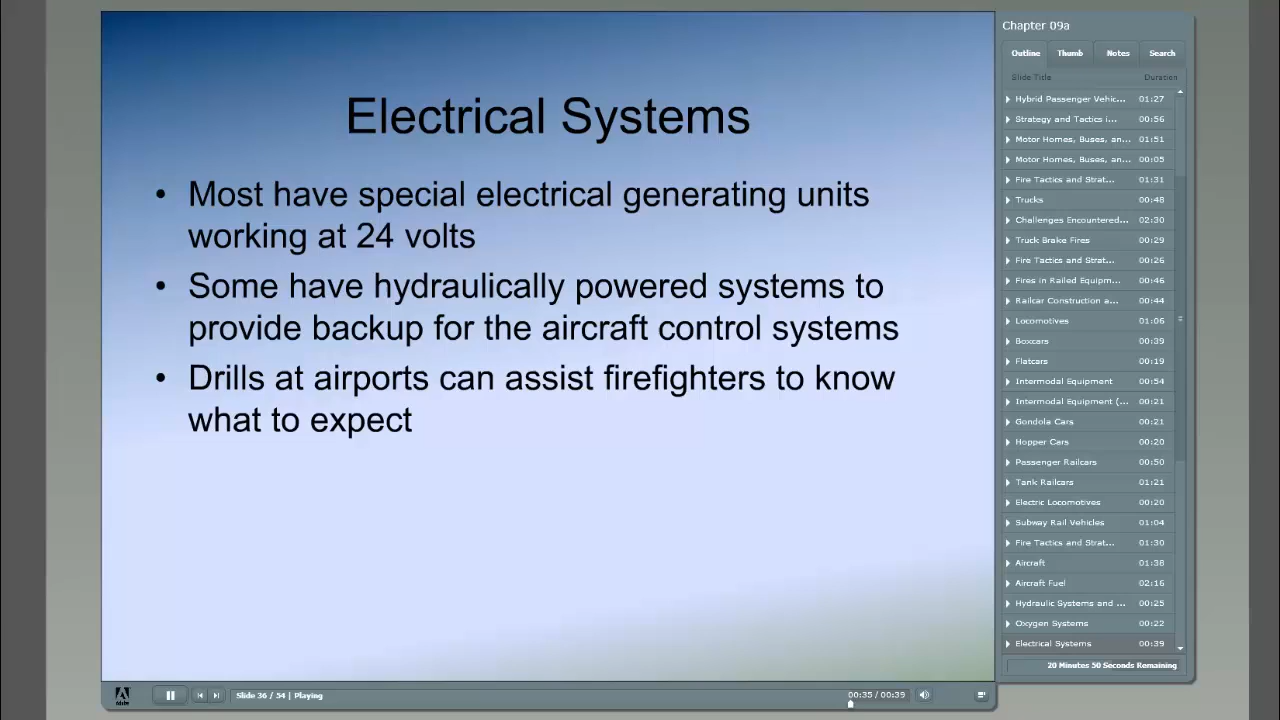 Electrical Systems
• Most have special electrical generating units
working at 24 volts
• Some have hydraulically powered systems to
provide backup for the aircraft control systems
• Drills at airports can assist firefighters to know
what to expect
Adobe
Slide 36 / 54 | Playing
00:35 / 00:39
Chapter 09a
Outline Thumb Notes Search
Slide Title Duration
Hybrid Passenger Vehic... 01:27
Strategy and Tactics i... 00:56
Motor Homes, Buses, an... 01:51
Motor Homes, Buses, an... 00:05
Fire Tactics and Strat... 01:31
Trucks 00:48
Challenges Encountered... 02:30
Truck Brake Fires 00:29
Fire Tactics and Strat... 00:26
Fires in Railed Equipm... 00:46
Railcar Construction a... 00:44
Locomotives 01:06
Boxcars 00:39
Flatcars 00:19
Intermodal Equipment 00:54
Intermodal Equipment (... 00:21
Gondola Cars 00:21
Hopper Cars 00:20
Passenger Railcars 00:50
Tank Railcars 01:21
Electric Locomotives 00:20
Subway Rail Vehicles 01:04
Fire Tactics and Strat... 01:30
Aircraft 01:38
Aircraft Fuel 02:16
Hydraulic Systems and ... 00:25
Oxygen Systems 00:22
Electrical Systems 00:39
20 Minutes 50 Seconds Remaining